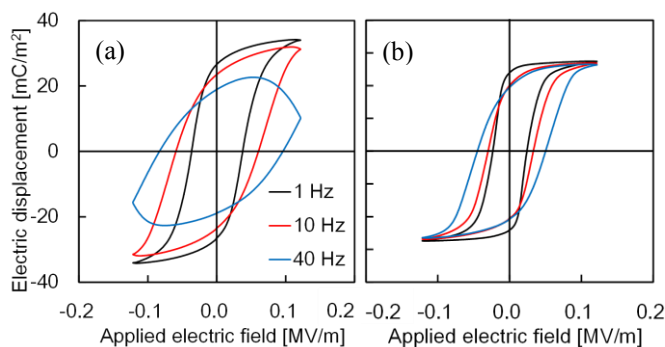 (a)
(b)
40
20
0
-20
-40
Electric displacement [mC/m²]
1 Hz
10 Hz
40 Hz
-0.2 -0.1 0.0 0.1 0.2
-0.2 -0.1 0.0 0.1 0.2
Applied electric field [MV/m]
Applied electric field [MV/m]